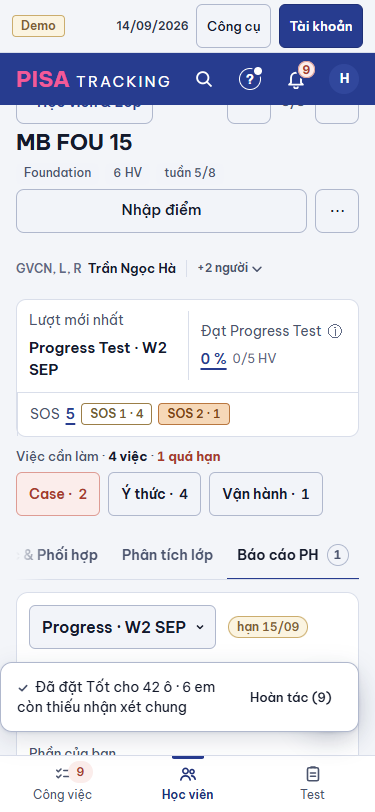 Demo
14/09/2026
Công cụ
Tài khoản
PISA TRACKING
?
9
H
MB FOU 15
Foundation
6 HV
tuần 5/8
Nhập điểm
...
GVCN, L, R Trần Ngọc Hà
+2 người
Lượt mới nhất
Progress Test · W2 SEP
Đạt Progress Test
0 % 0/5 HV
SOS 5
SOS 1 · 4
SOS 2 · 1
Việc cần làm · 4 việc · 1 quá hạn
Case · 2
Ý thức · 4
Vận hành · 1
& Phối hợp
Phân tích lớp
Báo cáo PH 1
Progress · W2 SEP
hạn 15/09
✓ Đã đặt Tốt cho 42 ô · 6 em
còn thiếu nhận xét chung
Hoàn tác (9)
Phần của bạn
9
Công việc
Học viên
Test